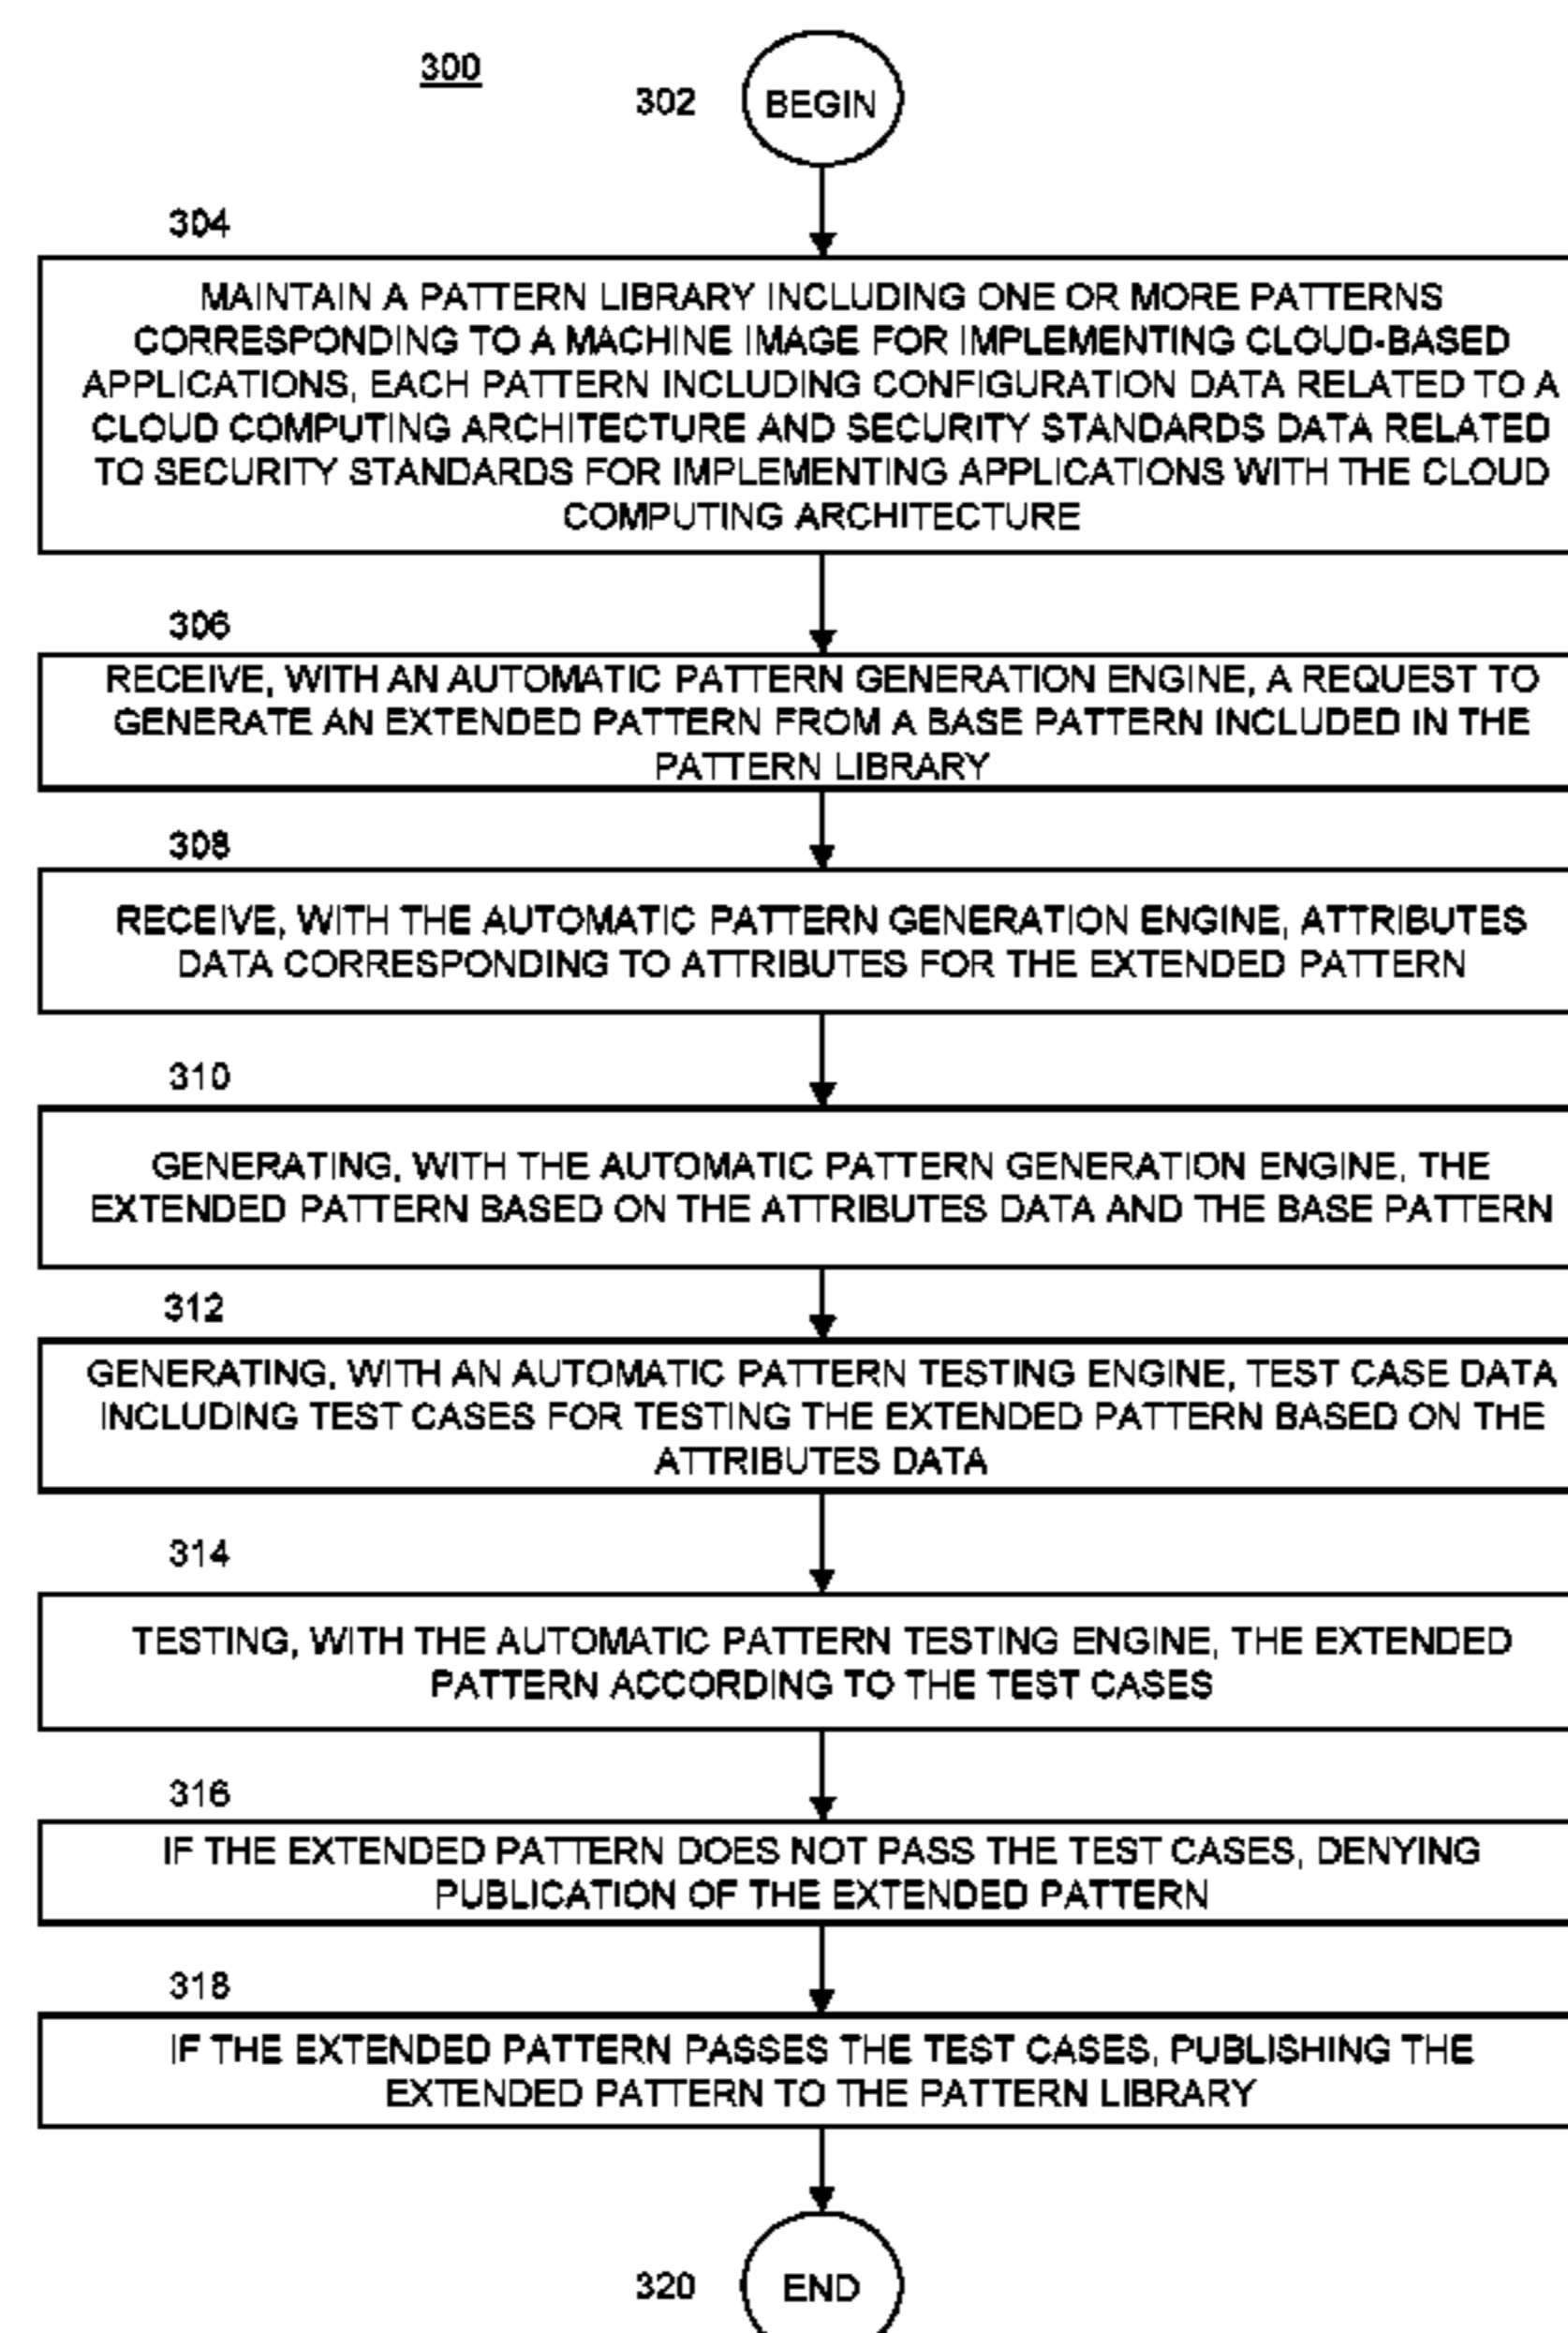 300
302
BEGIN
304
MAINTAIN A PATTERN LIBRARY INCLUDING ONE OR MORE PATTERNS
CORRESPONDING TO A MACHINE IMAGE FOR IMPLEMENTING CLOUD-BASED
APPLICATIONS, EACH PATTERN INCLUDING CONFIGURATION DATA RELATED TO A
CLOUD COMPUTING ARCHITECTURE AND SECURITY STANDARDS DATA RELATED
TO SECURITY STANDARDS FOR IMPLEMENTING APPLICATIONS WITH THE CLOUD
COMPUTING ARCHITECTURE
306
RECEIVE, WITH AN AUTOMATIC PATTERN GENERATION ENGINE, A REQUEST TO
GENERATE AN EXTENDED PATTERN FROM A BASE PATTERN INCLUDED IN THE
PATTERN LIBRARY
308
RECEIVE, WITH THE AUTOMATIC PATTERN GENERATION ENGINE, ATTRIBUTES
DATA CORRESPONDING TO ATTRIBUTES FOR THE EXTENDED PATTERN
310
GENERATING, WITH THE AUTOMATIC PATTERN GENERATION ENGINE, THE
EXTENDED PATTERN BASED ON THE ATTRIBUTES DATA AND THE BASE PATTERN
312
GENERATING, WITH AN AUTOMATIC PATTERN TESTING ENGINE, TEST CASE DATA
INCLUDING TEST CASES FOR TESTING THE EXTENDED PATTERN BASED ON THE
ATTRIBUTES DATA
314
TESTING, WITH THE AUTOMATIC PATTERN TESTING ENGINE, THE EXTENDED
PATTERN ACCORDING TO THE TEST CASES
316
IF THE EXTENDED PATTERN DOES NOT PASS THE TEST CASES, DENYING
PUBLICATION OF THE EXTENDED PATTERN
318
IF THE EXTENDED PATTERN PASSES THE TEST CASES, PUBLISHING THE
EXTENDED PATTERN TO THE PATTERN LIBRARY
320
END